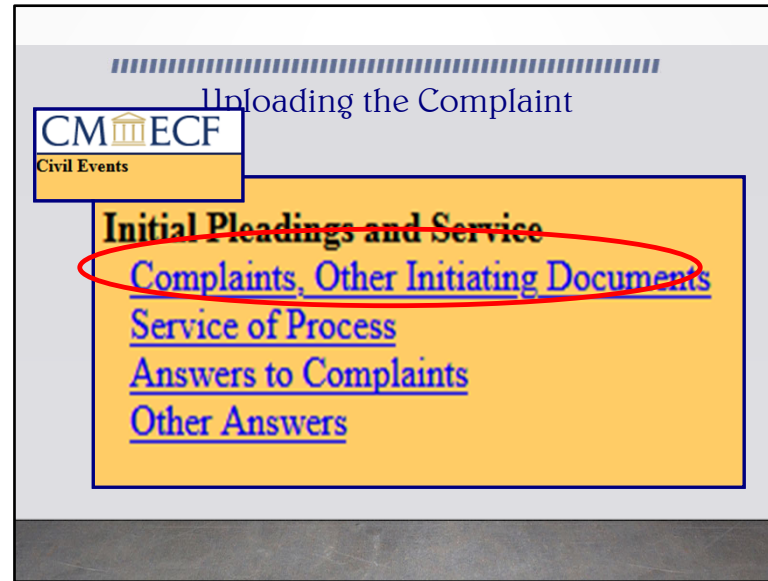 Uploading the Complaint
CM ECF
Civil Events
Initial Pleadings and Service
Complaints, Other Initiating Documents
Service of Process
Answers to Complaints
Other Answers